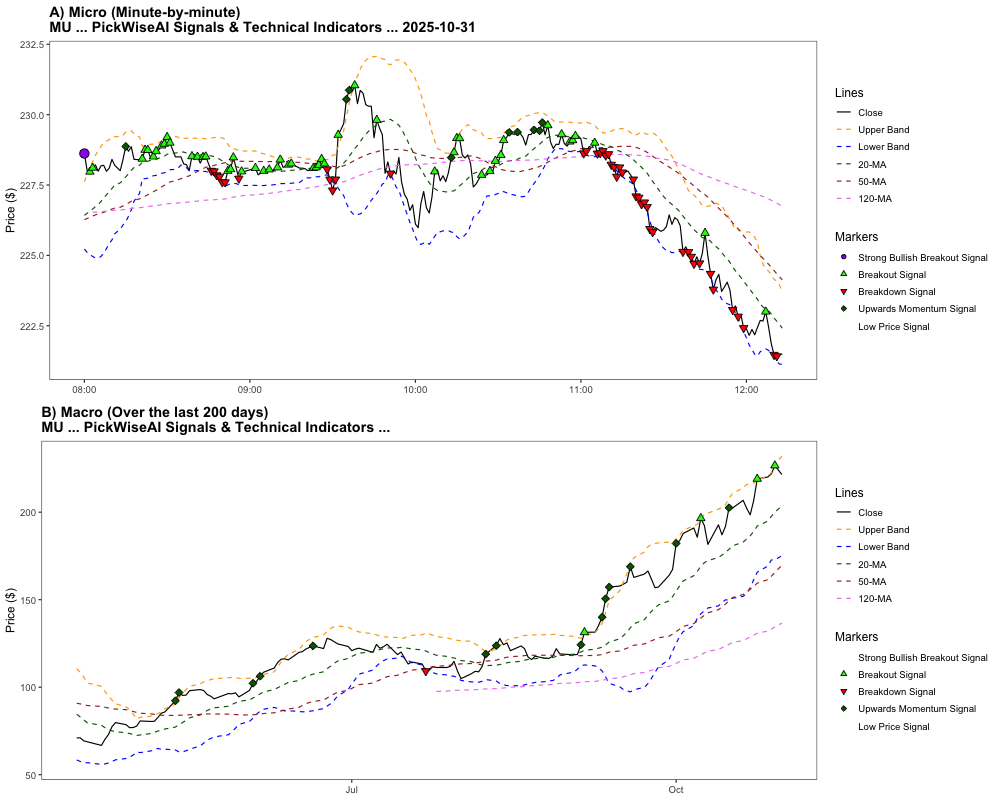 A) Micro (Minute-by-minute)
MU ... PickWiseAI Signals & Technical Indicators ... 2025-10-31
Price ($)
232.5
230.0
227.5
225.0
222.5
08:00
09:00
10:00
11:00
12:00
Lines
Close
Upper Band
Lower Band
20-MA
50-MA
120-MA
Markers
Strong Bullish Breakout Signal
Breakout Signal
Breakdown Signal
Upwards Momentum Signal
Low Price Signal
B) Macro (Over the last 200 days)
MU ... PickWiseAI Signals & Technical Indicators ...
Price ($)
200
150
100
50
Jul
Oct
Lines
Close
Upper Band
Lower Band
20-MA
50-MA
120-MA
Markers
Strong Bullish Breakout Signal
Breakout Signal
Breakdown Signal
Upwards Momentum Signal
Low Price Signal